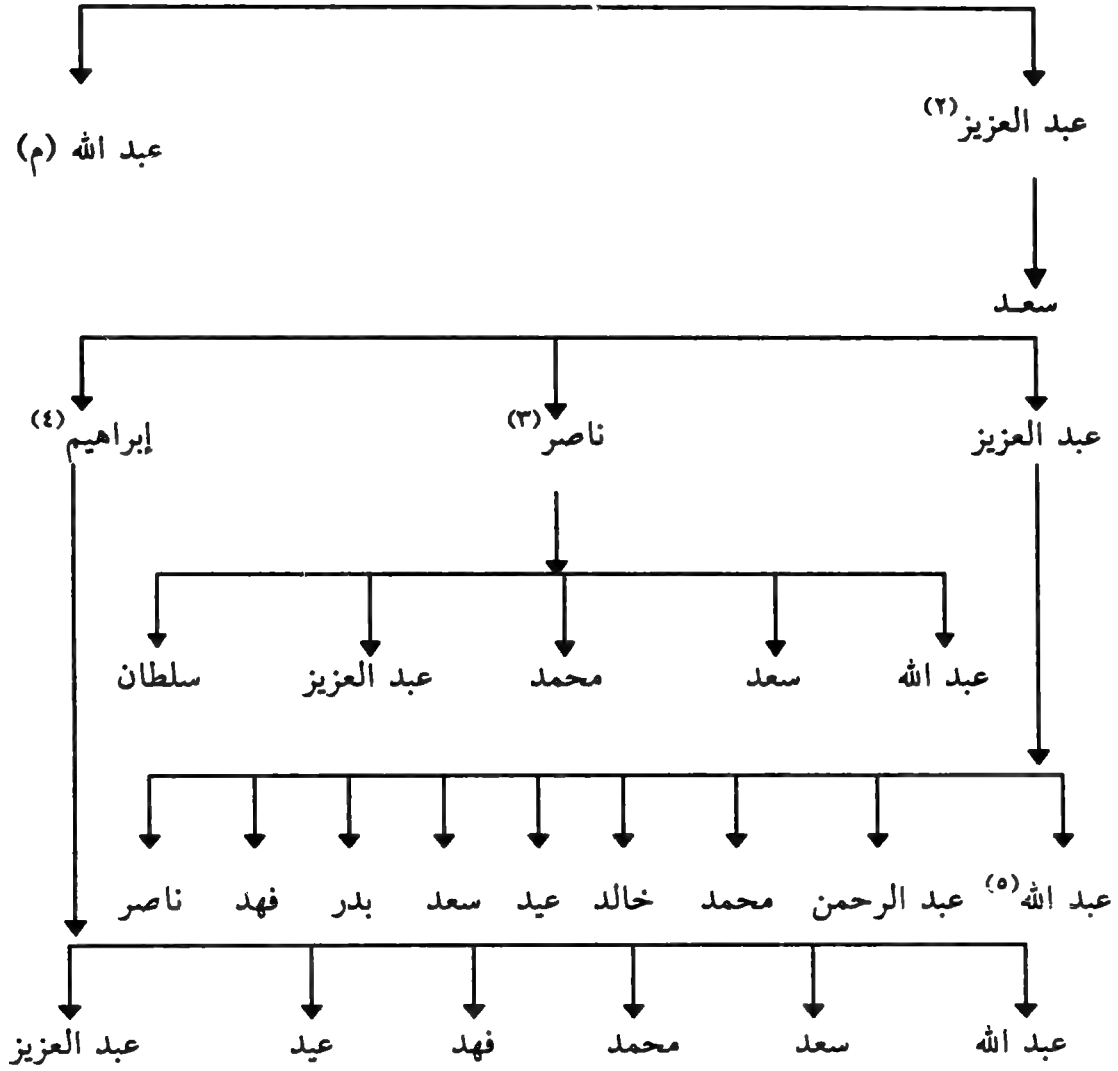 عبد العزيز(٢) عبد الله (م)
سعـد
عبد العزيز ناصر(٣) إبراهيم(٤)
عبد الله سعد محمد عبد العزيز سلطان
عبد الله(٥) عبد الرحمن محمد خالد عيد سعد بدر فهد ناصر
عبد الله سعد محمد فهد عيد عبد العزيز